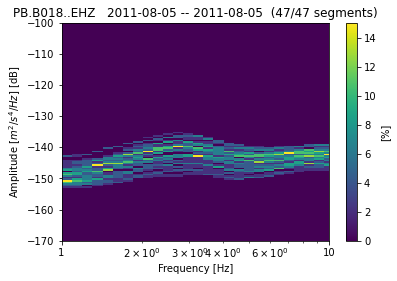 PB.B018..EHZ   2011-08-05 -- 2011-08-05  (47/47 segments)
−100
−110
−120
−130
−140
−150
−160
−170
Amplitude [m²/s⁴/Hz] [dB]
1
2 × 10⁰
3 × 10⁰
4 × 10⁰
6 × 10⁰
10
Frequency [Hz]
14
12
10
8
6
4
2
0
[%]